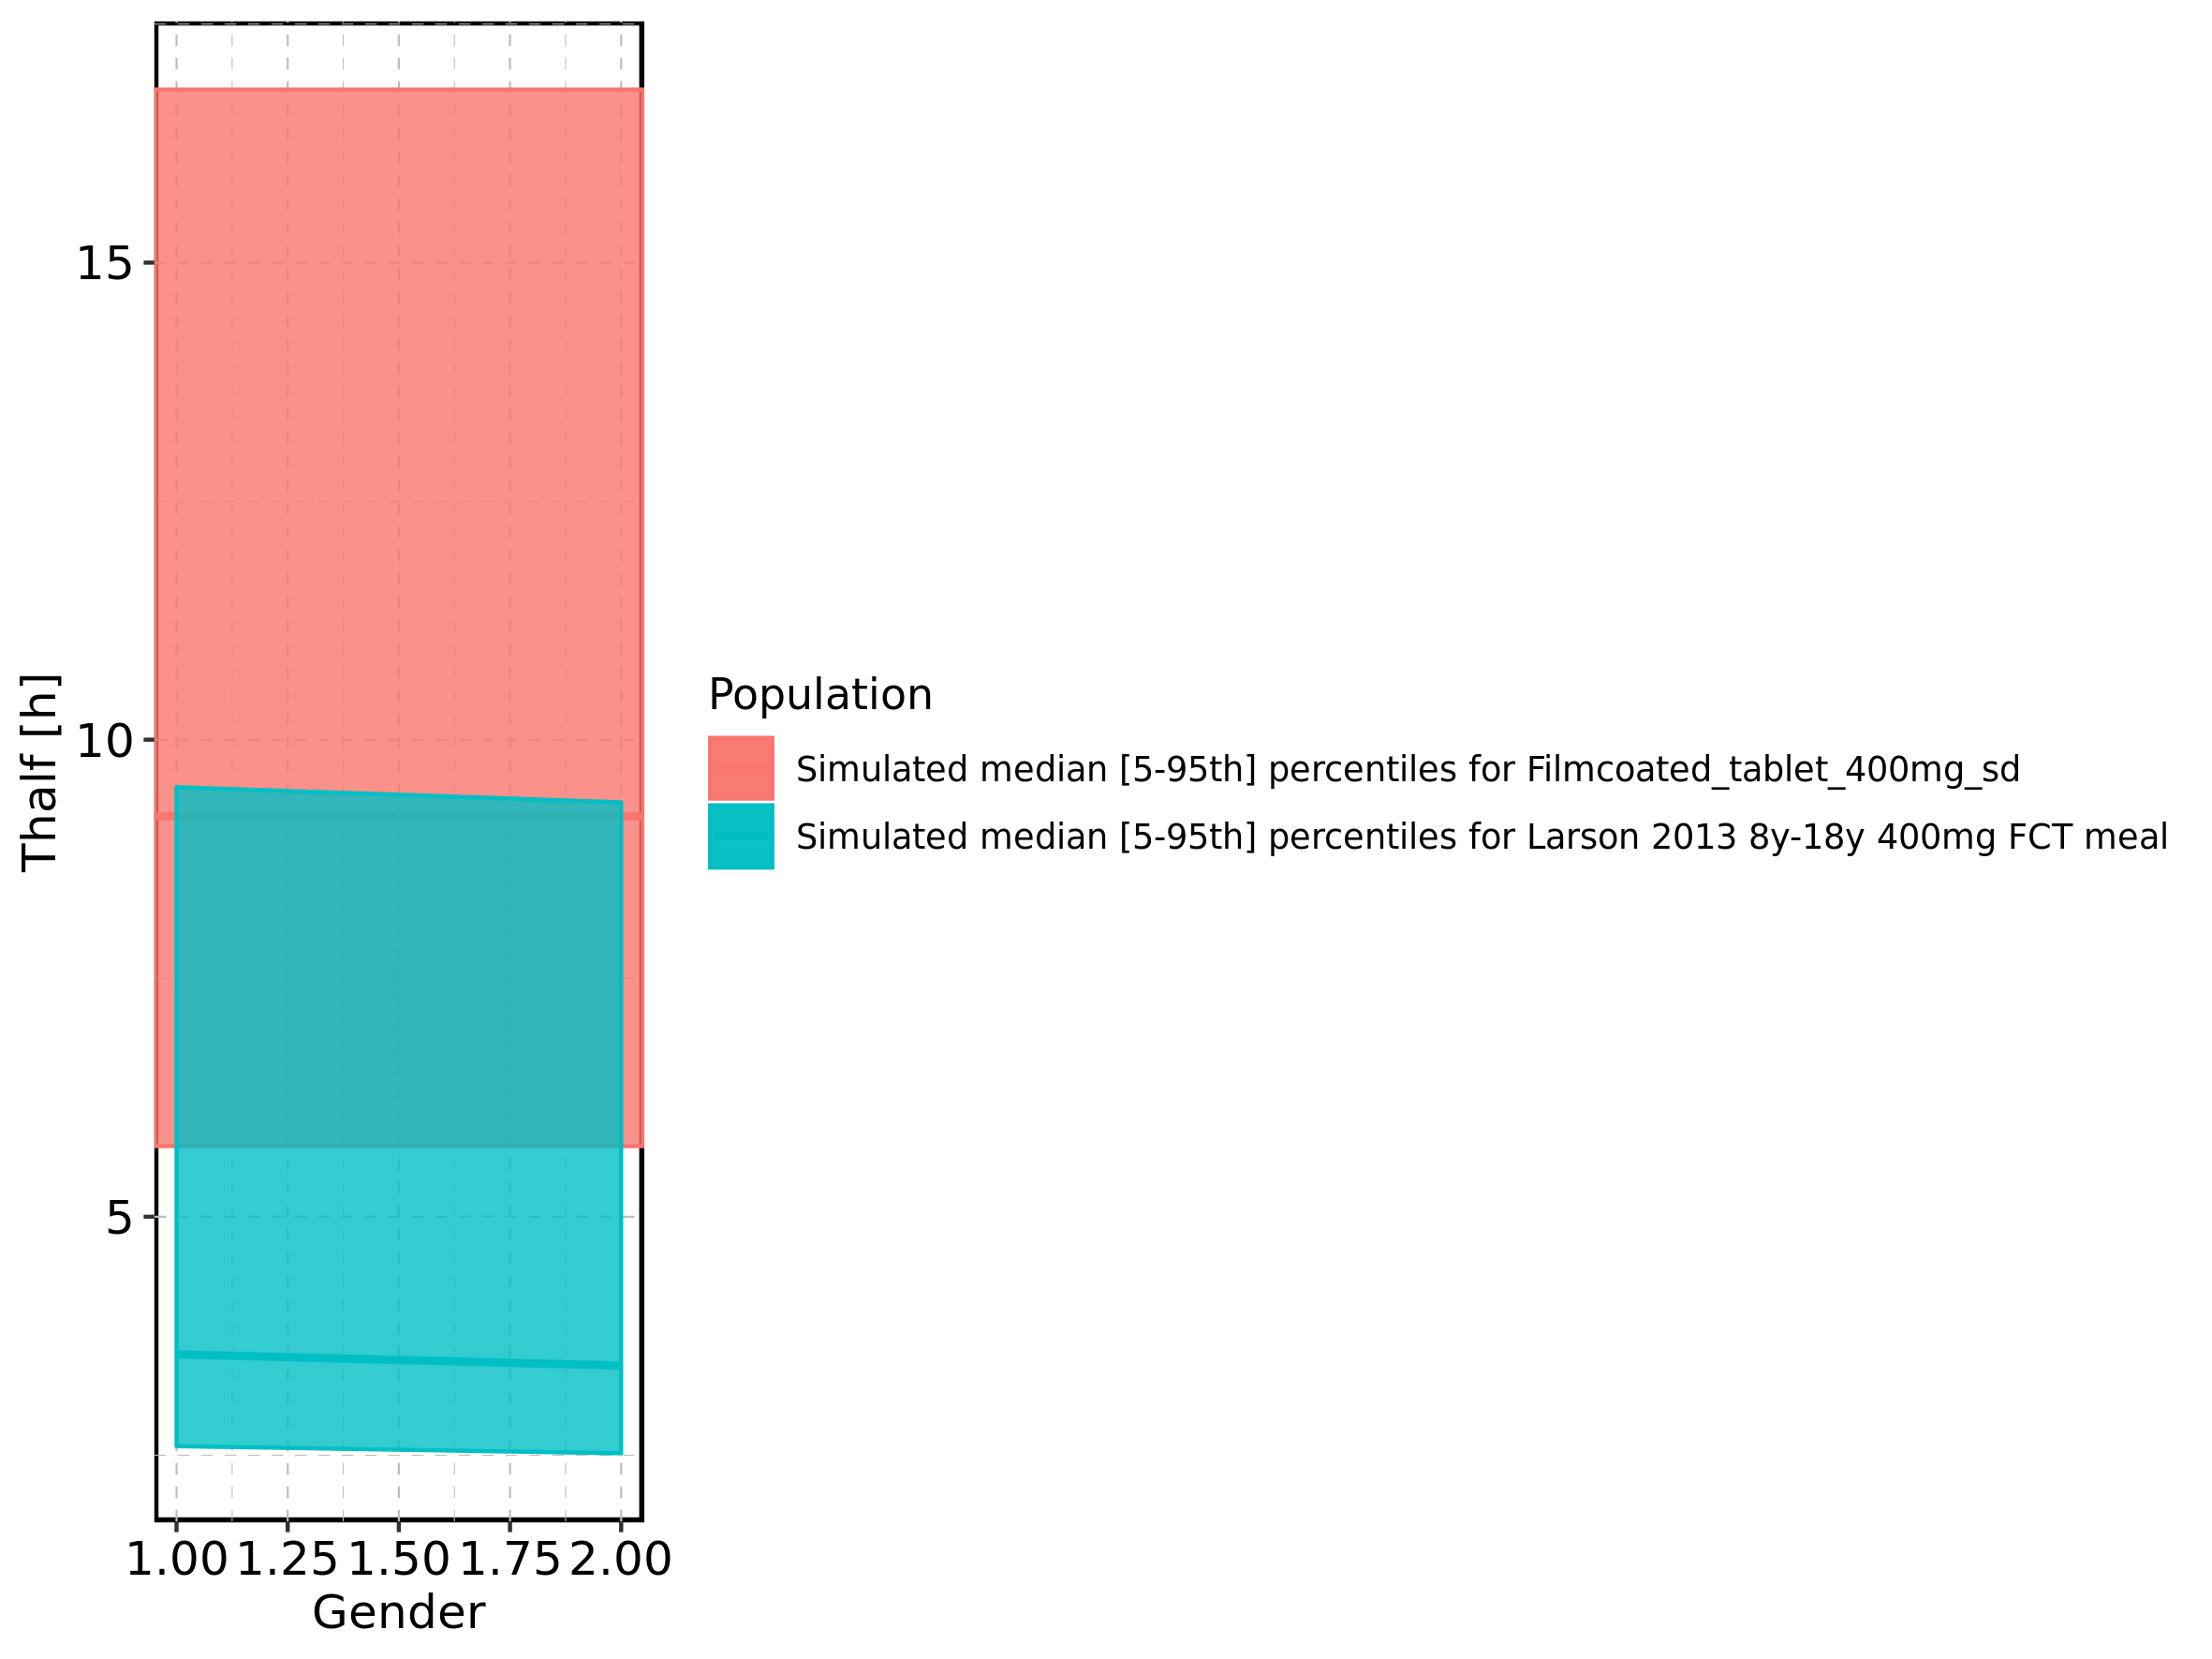 15
10
5
Thalf [h]
1.00 1.25 1.50 1.75 2.00
Gender
Population
Simulated median [5-95th] percentiles for Filmcoated_tablet_400mg_sd
Simulated median [5-95th] percentiles for Larson 2013 8y-18y 400mg FCT meal